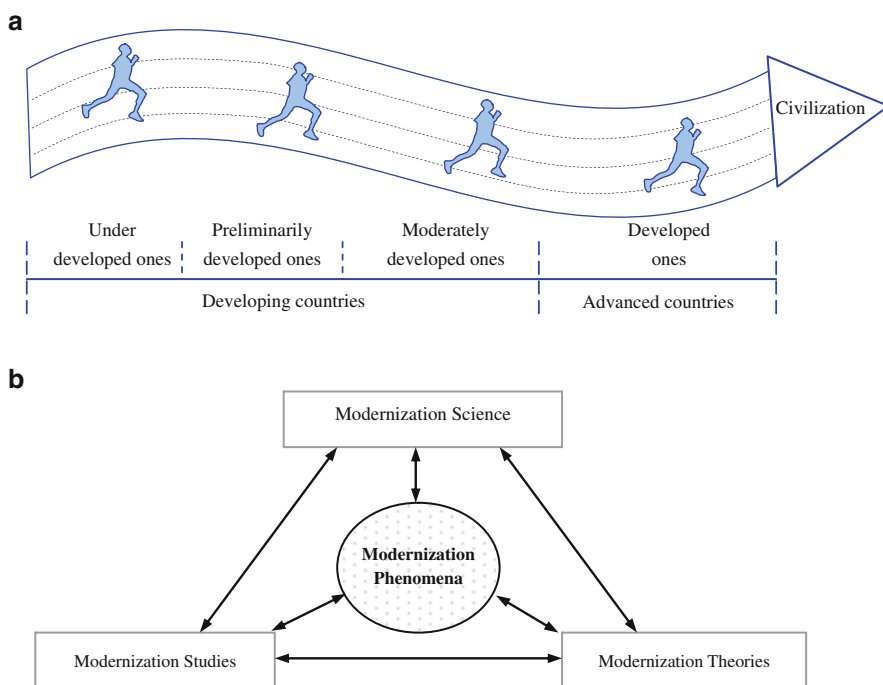 a
Civilization
Under
developed ones
Preliminarily
developed ones
Moderately
developed ones
Developed
ones
Developing countries
Advanced countries
b
Modernization Science
Modernization
Phenomena
Modernization Studies
Modernization Theories